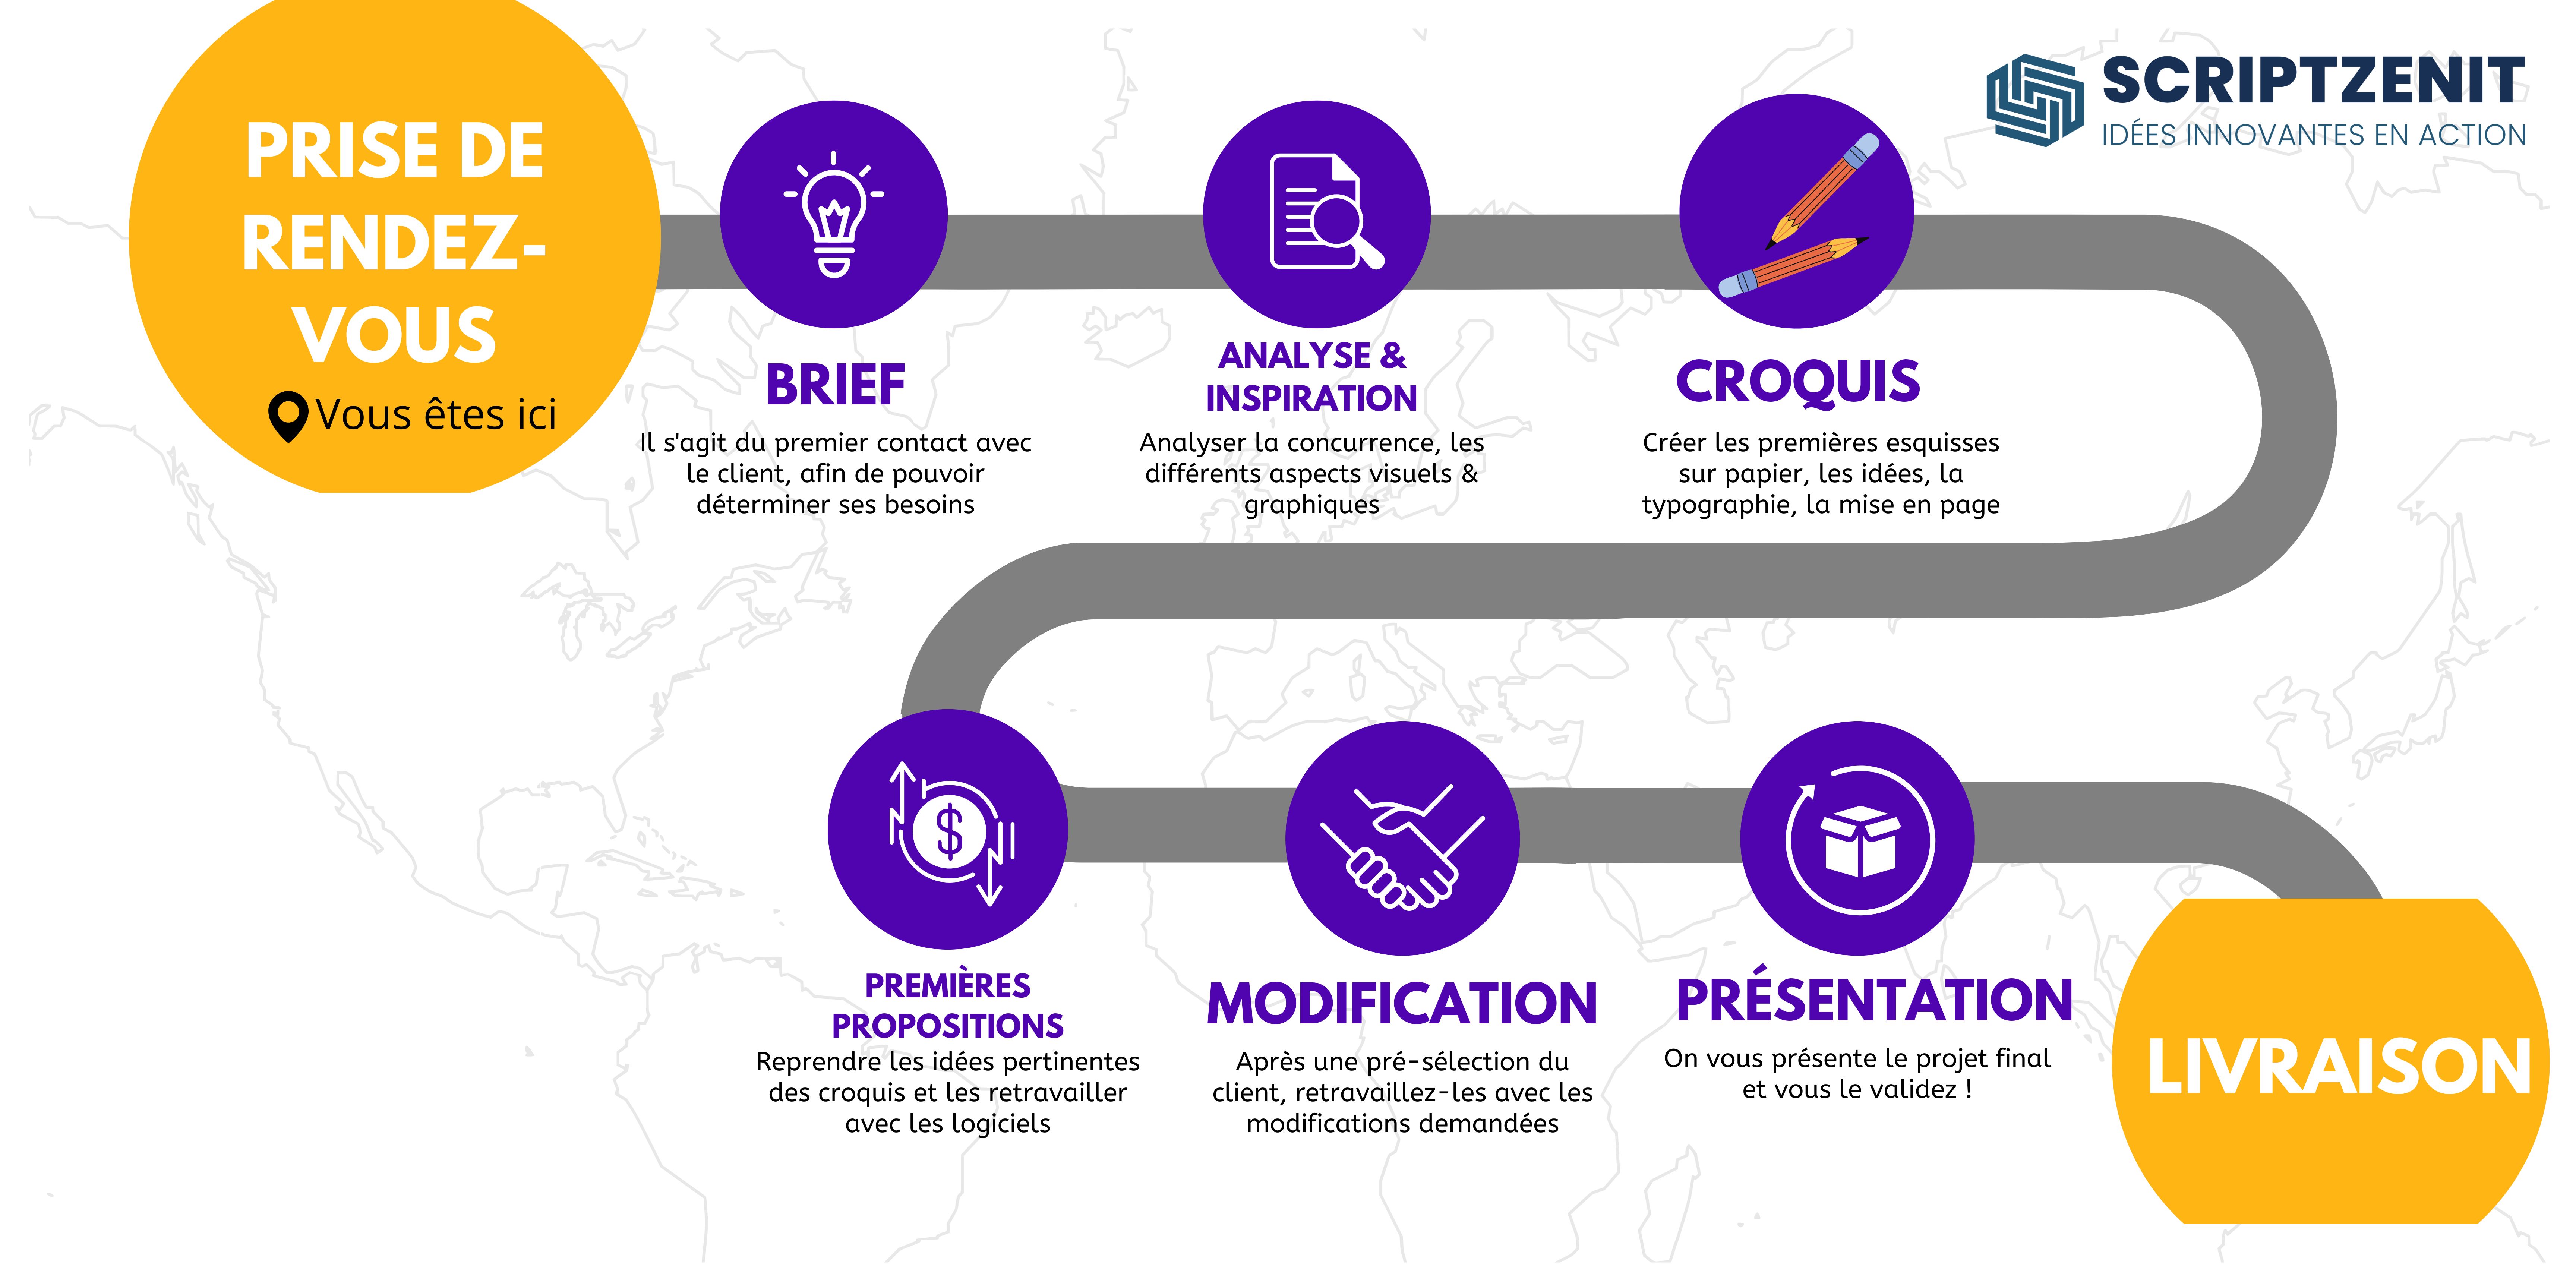 PRISE DE
RENDEZ-
VOUS
Vous êtes ici
SCRIPTZENIT
IDÉES INNOVANTES EN ACTION
BRIEF
Il s'agit du premier contact avec
le client, afin de pouvoir
déterminer ses besoins
ANALYSE &
INSPIRATION
Analyser la concurrence, les
différents aspects visuels &
graphiques
CROQUIS
Créer les premières esquisses
sur papier, les idées, la
typographie, la mise en page
$
PREMIÈRES
PROPOSITIONS
Reprendre les idées pertinentes
des croquis et les retravailler
avec les logiciels
MODIFICATION
Après une pré-sélection du
client, retravaillez-les avec les
modifications demandées
PRÉSENTATION
On vous présente le projet final
et vous le validez !
LIVRAISON